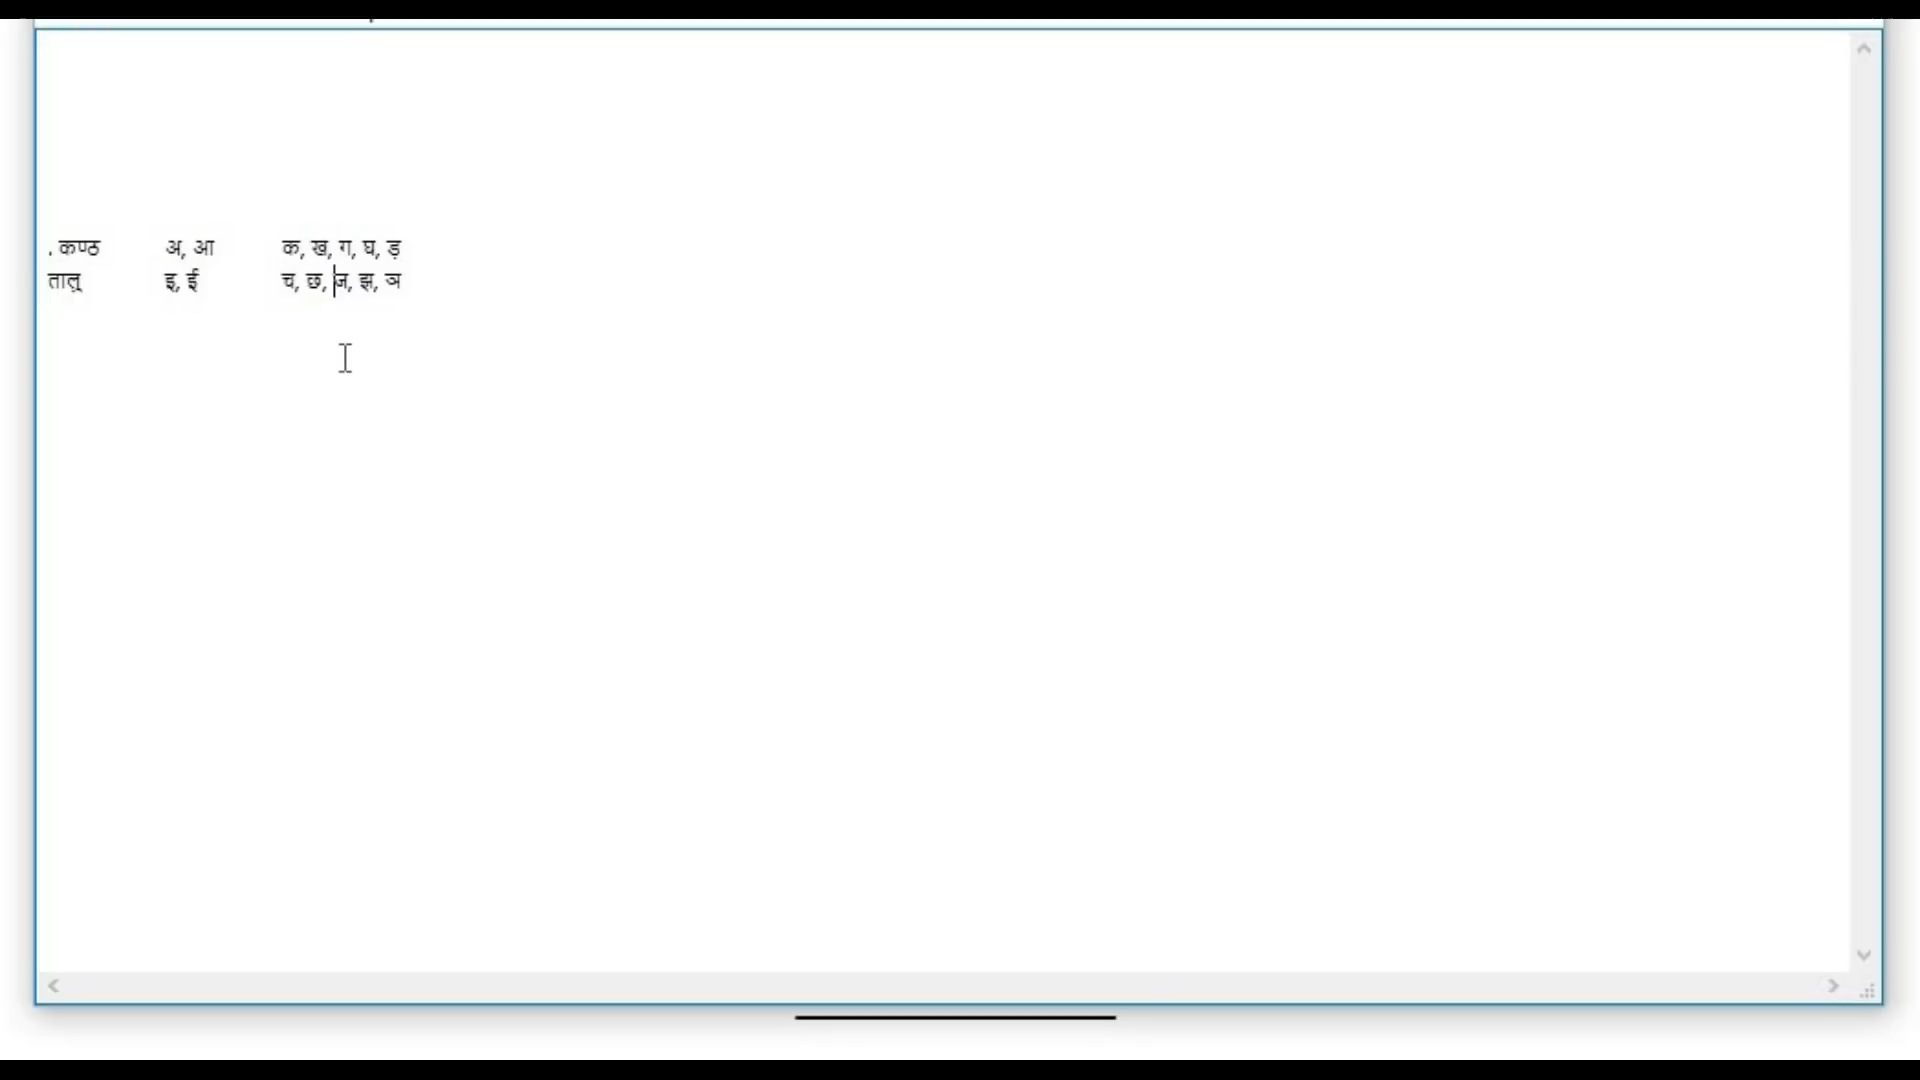 . कण्ठ अ, आ क, ख, ग, घ, ड़
तालु इ, ई च, छ, ज, झ, ञ